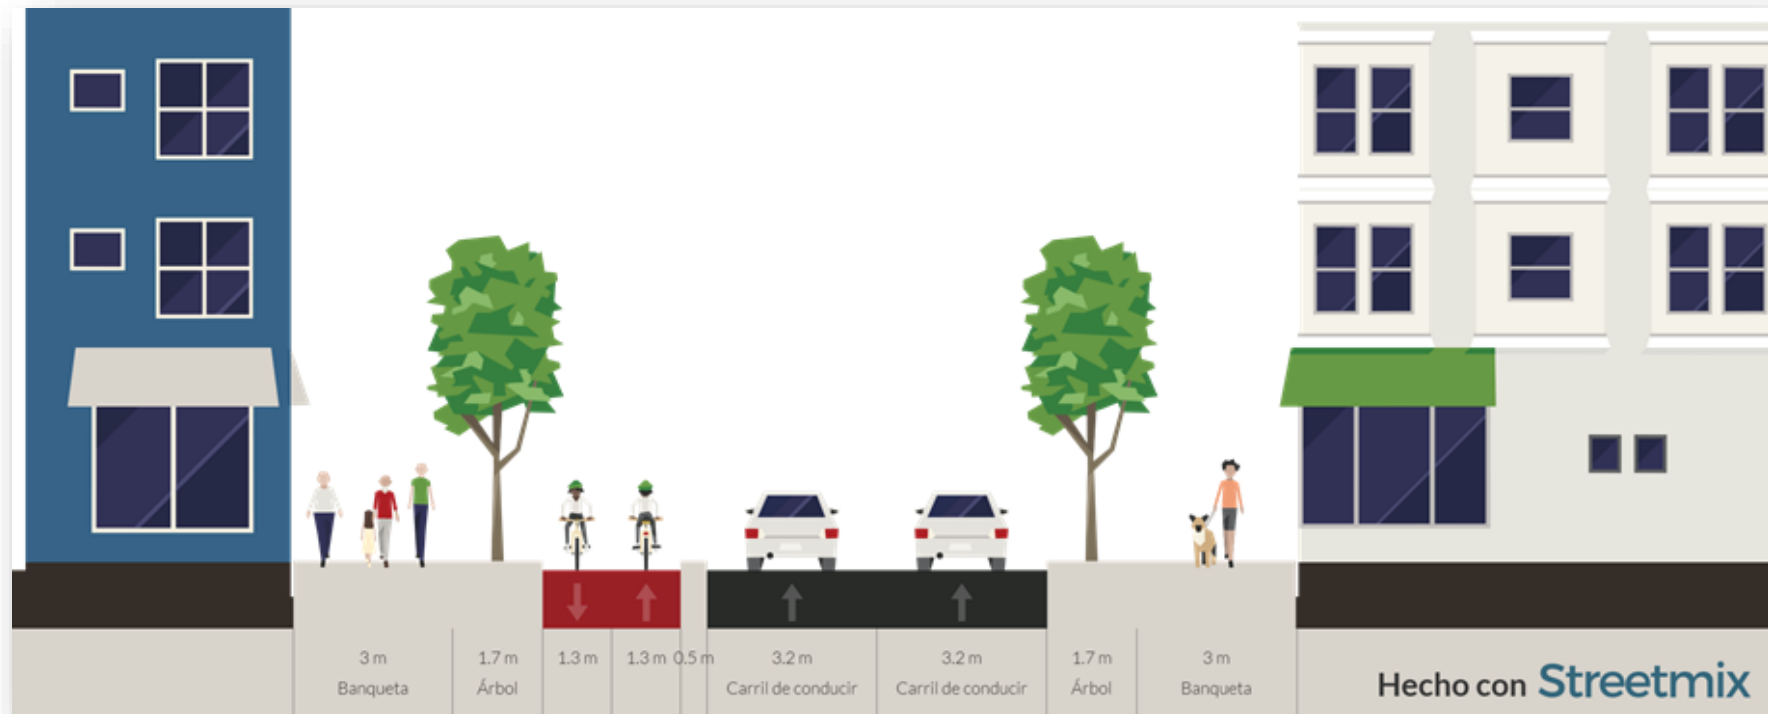 3 m 1.7 m 1.3 m 1.3 m 0.5 m 3.2 m 3.2 m 1.7 m 3 m
Banqueta Árbol Carril de conducir Carril de conducir Árbol Banqueta
Hecho con Streetmix